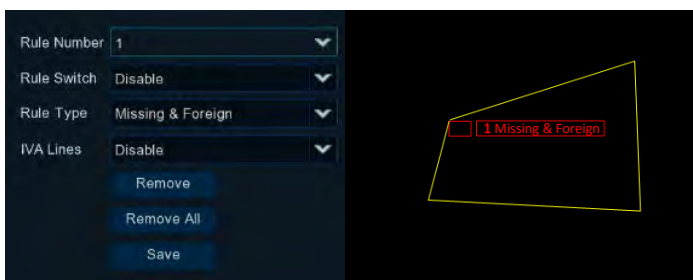 Rule Number 1
Rule Switch Disable
Rule Type Missing & Foreign
IVA Lines Disable
Remove
Remove All
Save
1 Missing & Foreign